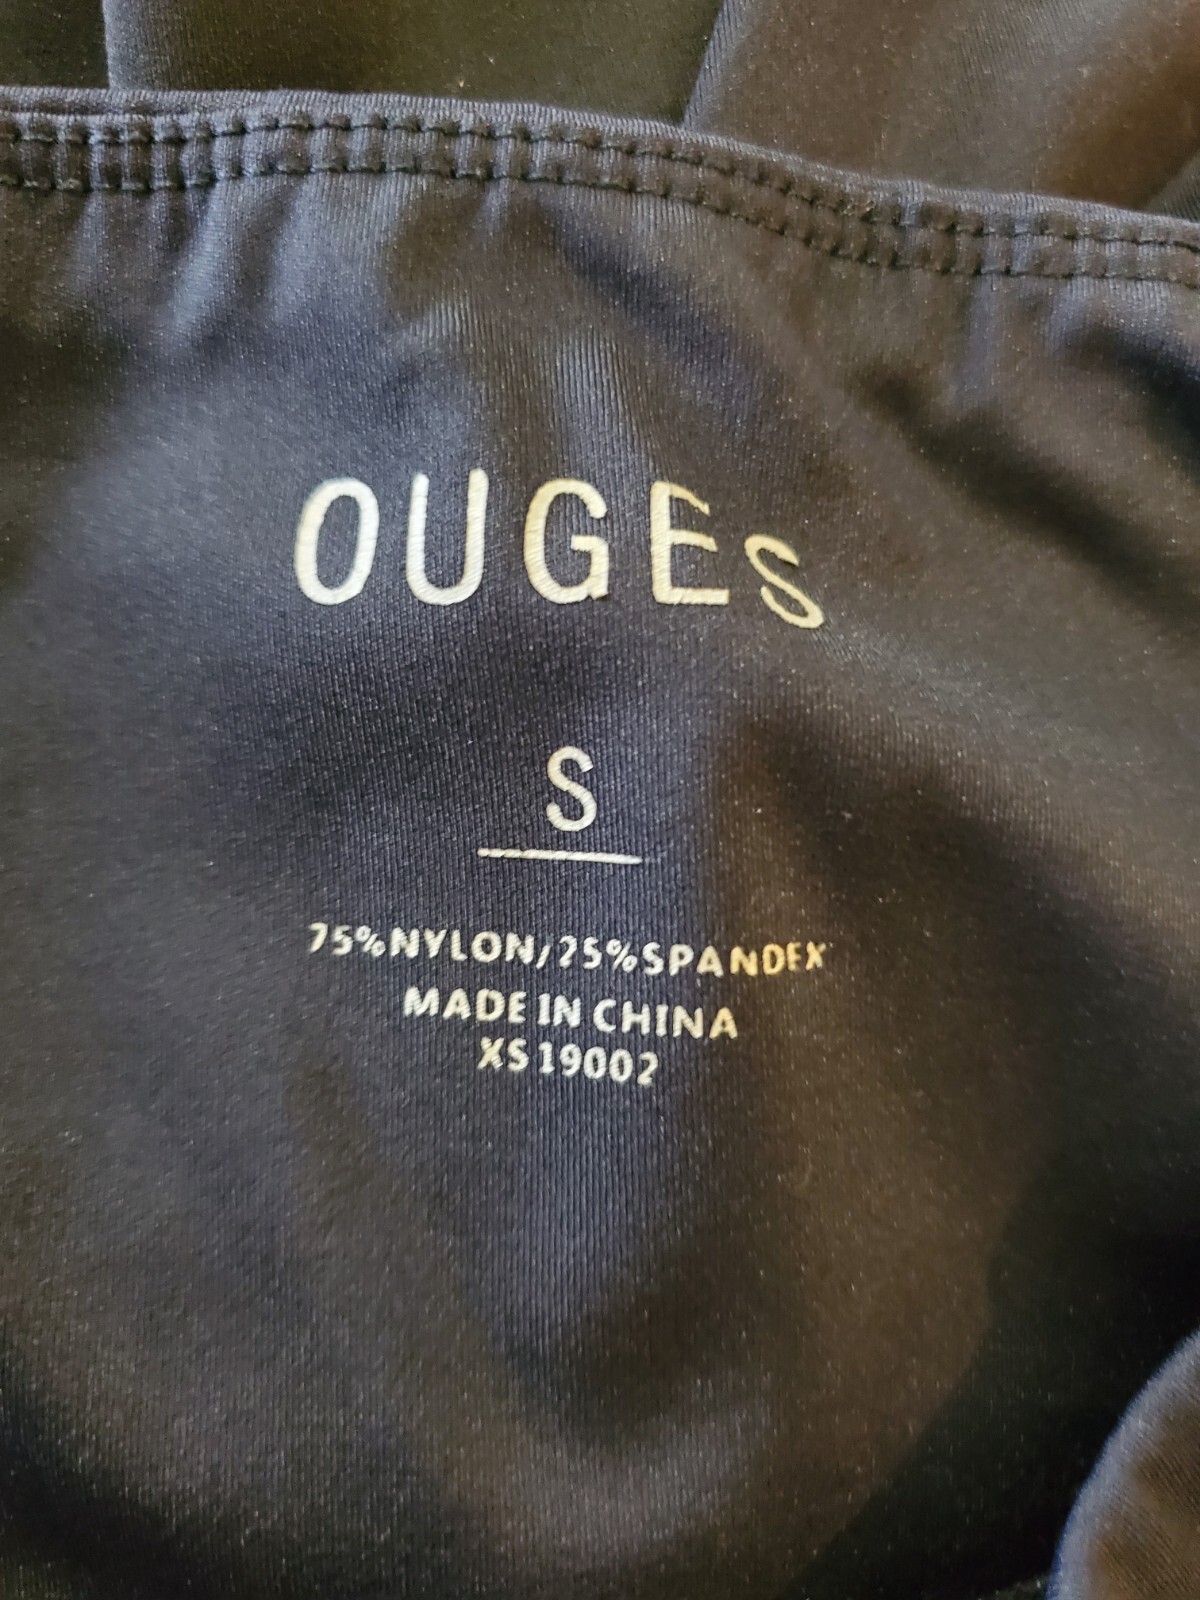 OUGES
S
75%NYLON/25%SPANDEX
MADE IN CHINA
XS19002